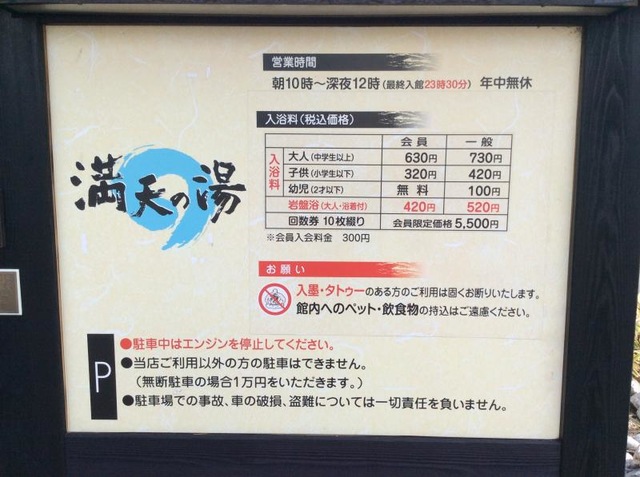 満天の湯
営業時間
朝10時～深夜12時(最終入館23時30分) 年中無休
入浴料(税込価格)
会員 一般
入浴料
大人(中学生以上) 630円 730円
子供(小学生以下) 320円 420円
幼児(2才以下) 無料 100円
岩盤浴(大人・浴着付) 420円 520円
回数券 10枚綴り 会員限定価格 5,500円
※会員入会料金 300円
お願い
入墨・タトゥーのある方のご利用は固くお断りいたします。
館内へのペット・飲食物の持込はご遠慮ください。
P
●駐車中はエンジンを停止してください。
●当店ご利用以外の方の駐車はできません。
(無断駐車の場合1万円をいただきます。)
●駐車場での事故、車の破損、盗難については一切責任を負いません。